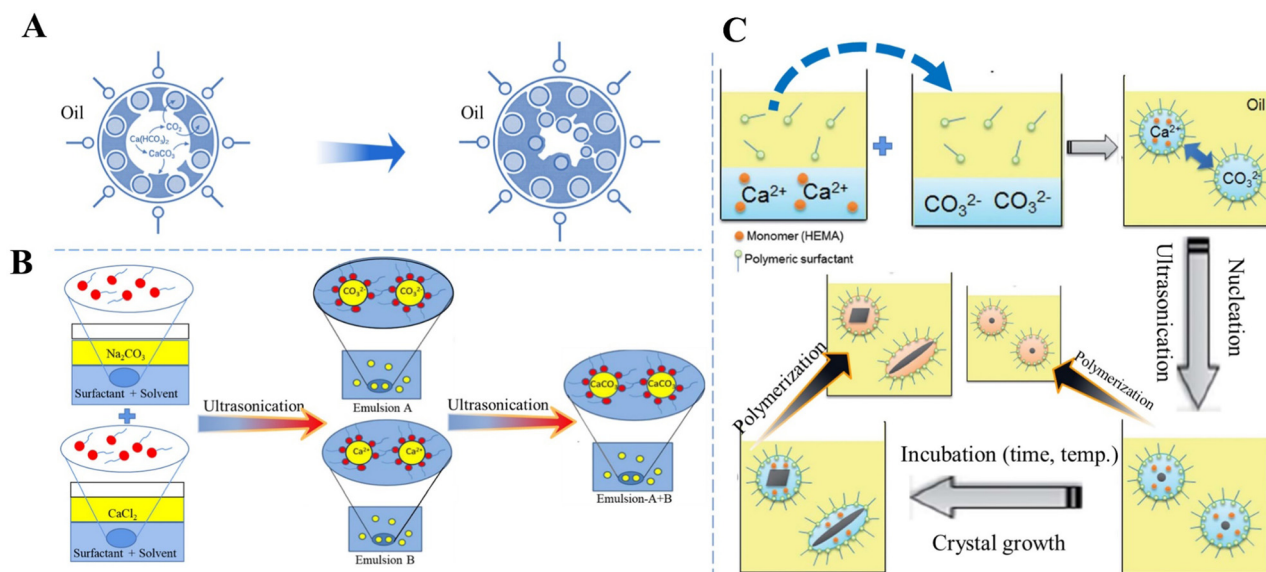 A
Oil
CO₂
Ca(HCO₃)₂
CaCO₃
Oil
B
Na₂CO₃
Surfactant + Solvent
CaCl₂
Surfactant + Solvent
Ultrasonication
CO₃²⁻ CO₃²⁻
Emulsion A
Ca²⁺ Ca²⁺
Emulsion B
Ultrasonication
CaCO₃ CaCO₃
Emulsion-A+B
C
Ca²⁺ Ca²⁺
CO₃²⁻ CO₃²⁻
Monomer (HEMA)
Polymeric surfactant
Oil
Ca²⁺
CO₃²⁻
Nucleation
Ultrasonication
Incubation (time, temp.)
Crystal growth
Polymerization
Polymerization